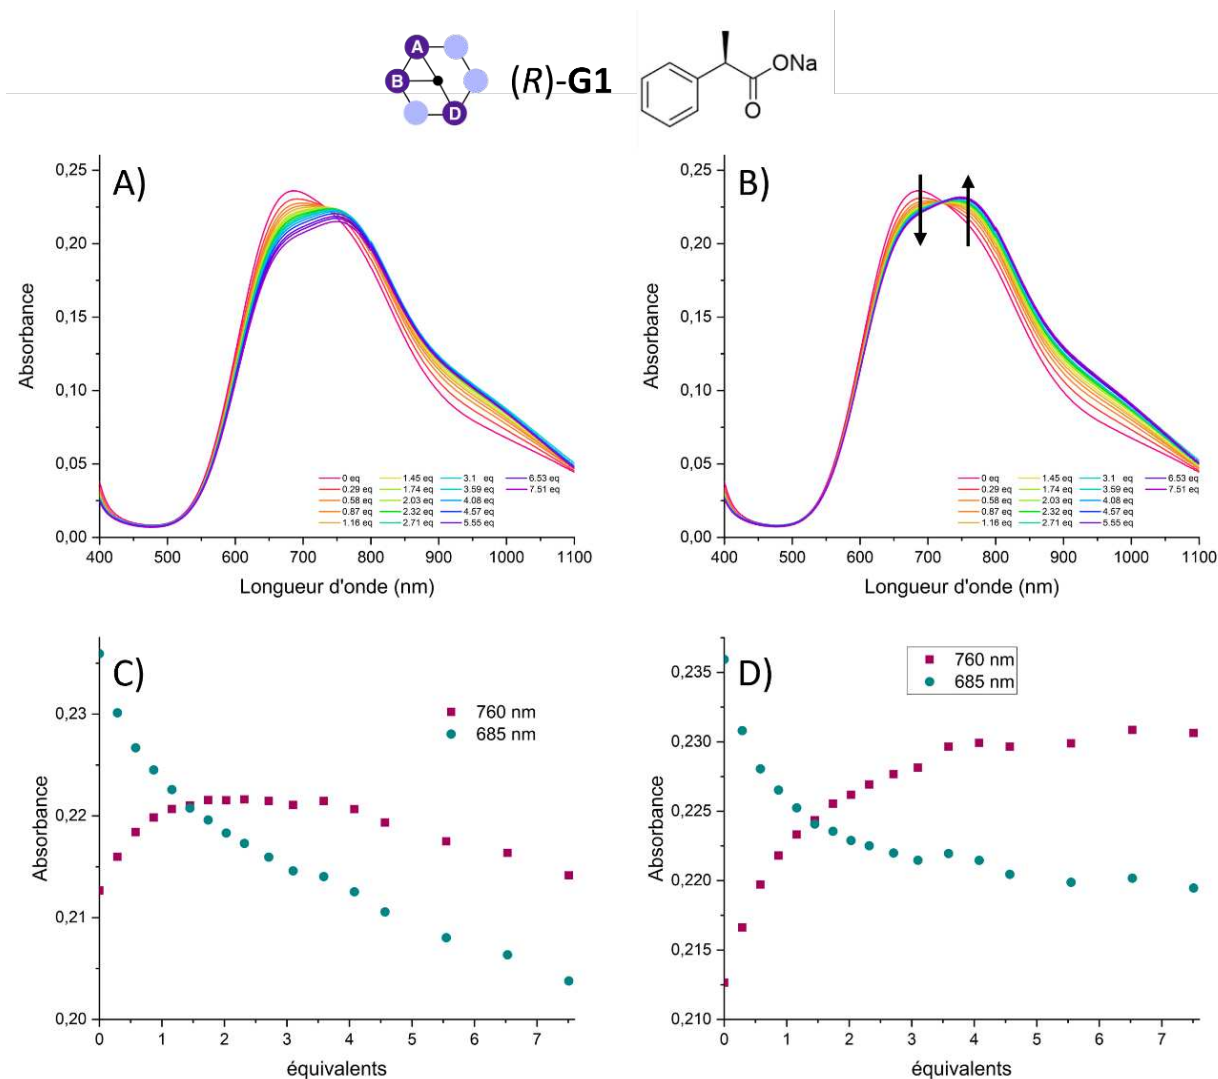 A
B
D
(R)-G1
ONa
O
A)
0,25
0,20
0,15
0,10
0,05
0,00
400 500 600 700 800 900 1000 1100
Absorbance
Longueur d'onde (nm)
0 eq 1.45 eq 3.1 eq 6.53 eq
0.29 eq 1.74 eq 3.59 eq 7.51 eq
0.58 eq 2.03 eq 4.08 eq
0.87 eq 2.32 eq 4.57 eq
1.16 eq 2.71 eq 5.55 eq
B)
0,25
0,20
0,15
0,10
0,05
0,00
400 500 600 700 800 900 1000 1100
Absorbance
Longueur d'onde (nm)
0 eq 1.45 eq 3.1 eq 6.53 eq
0.29 eq 1.74 eq 3.59 eq 7.51 eq
0.58 eq 2.03 eq 4.08 eq
0.87 eq 2.32 eq 4.57 eq
1.16 eq 2.71 eq 5.55 eq
C)
760 nm
685 nm
0,23
0,22
0,21
0,20
0 1 2 3 4 5 6 7
Absorbance
équivalents
D)
760 nm
685 nm
0,235
0,230
0,225
0,220
0,215
0,210
0 1 2 3 4 5 6 7
Absorbance
équivalents